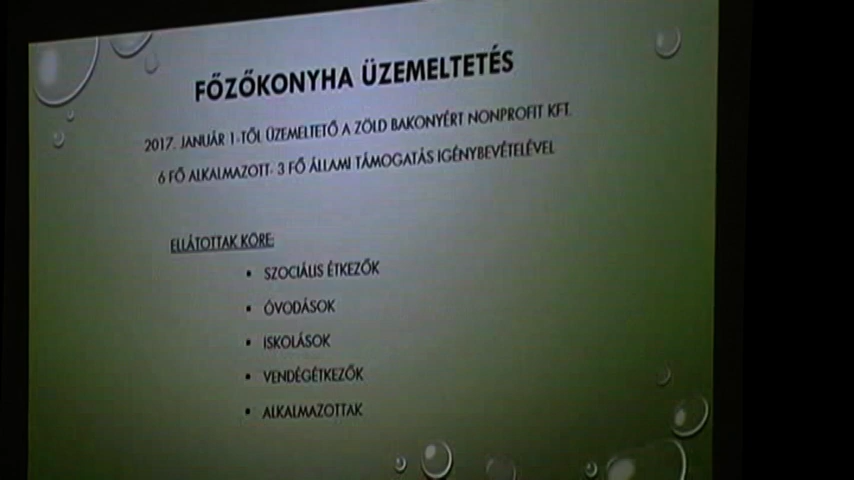 FŐZŐKONYHA ÜZEMELTETÉS
2017. JANUÁR 1-TŐL ÜZEMELTETŐ A ZÖLD BAKONYÉRT NONPROFIT KFT.
6 FŐ ALKALMAZOTT- 3 FŐ ÁLLAMI TÁMOGATÁS IGÉNYBEVÉTELÉVEL
ELLÁTOTTAK KÖRE:
• SZOCIÁLIS ÉTKEZŐK
• ÓVODÁSOK
• ISKOLÁSOK
• VENDÉGÉTKEZŐK
• ALKALMAZOTTAK